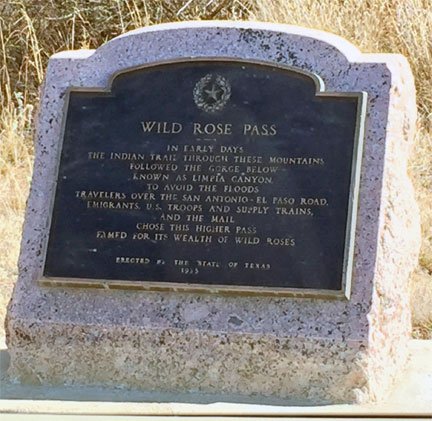 WILD ROSE PASS
IN EARLY DAYS
THE INDIAN TRAIL THROUGH THESE MOUNTAINS
FOLLOWED THE GORGE BELOW
KNOWN AS LIMPIA CANYON.
TO AVOID THE FLOODS
TRAVELERS OVER THE SAN ANTONIO-EL PASO ROAD,
EMIGRANTS, U.S. TROOPS AND SUPPLY TRAINS,
AND THE MAIL
CHOSE THIS HIGHER PASS
FAMED FOR ITS WEALTH OF WILD ROSES
ERECTED BY THE STATE OF TEXAS